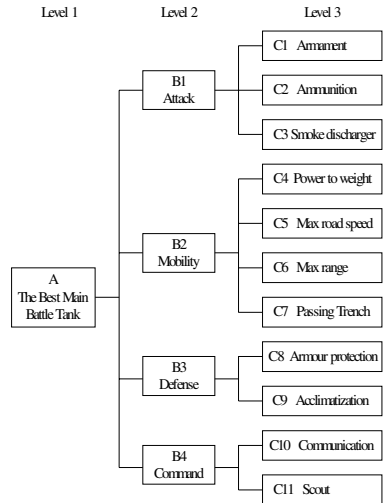 Level 1
Level 2
Level 3
A
The Best Main
Battle Tank
B1
Attack
B2
Mobility
B3
Defense
B4
Command
C1 Armament
C2 Ammunition
C3 Smoke discharger
C4 Power to weight
C5 Max road speed
C6 Max range
C7 Passing Trench
C8 Armour protection
C9 Acclimatization
C10 Communication
C11 Scout